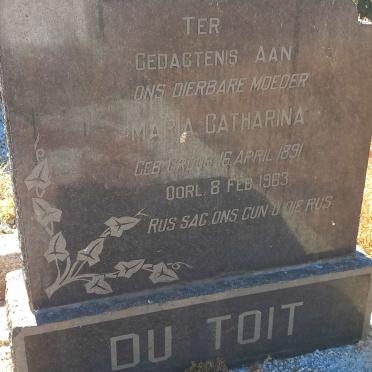 TER
GEDAGTENIS AAN
ONS DIERBARE MOEDER
MARIA CATHARINA
GEB. 16 APRIL 1891
OORL. 8 FEB 1963
RUS SAG, ONS GUN U DIE RUS
DU TOIT